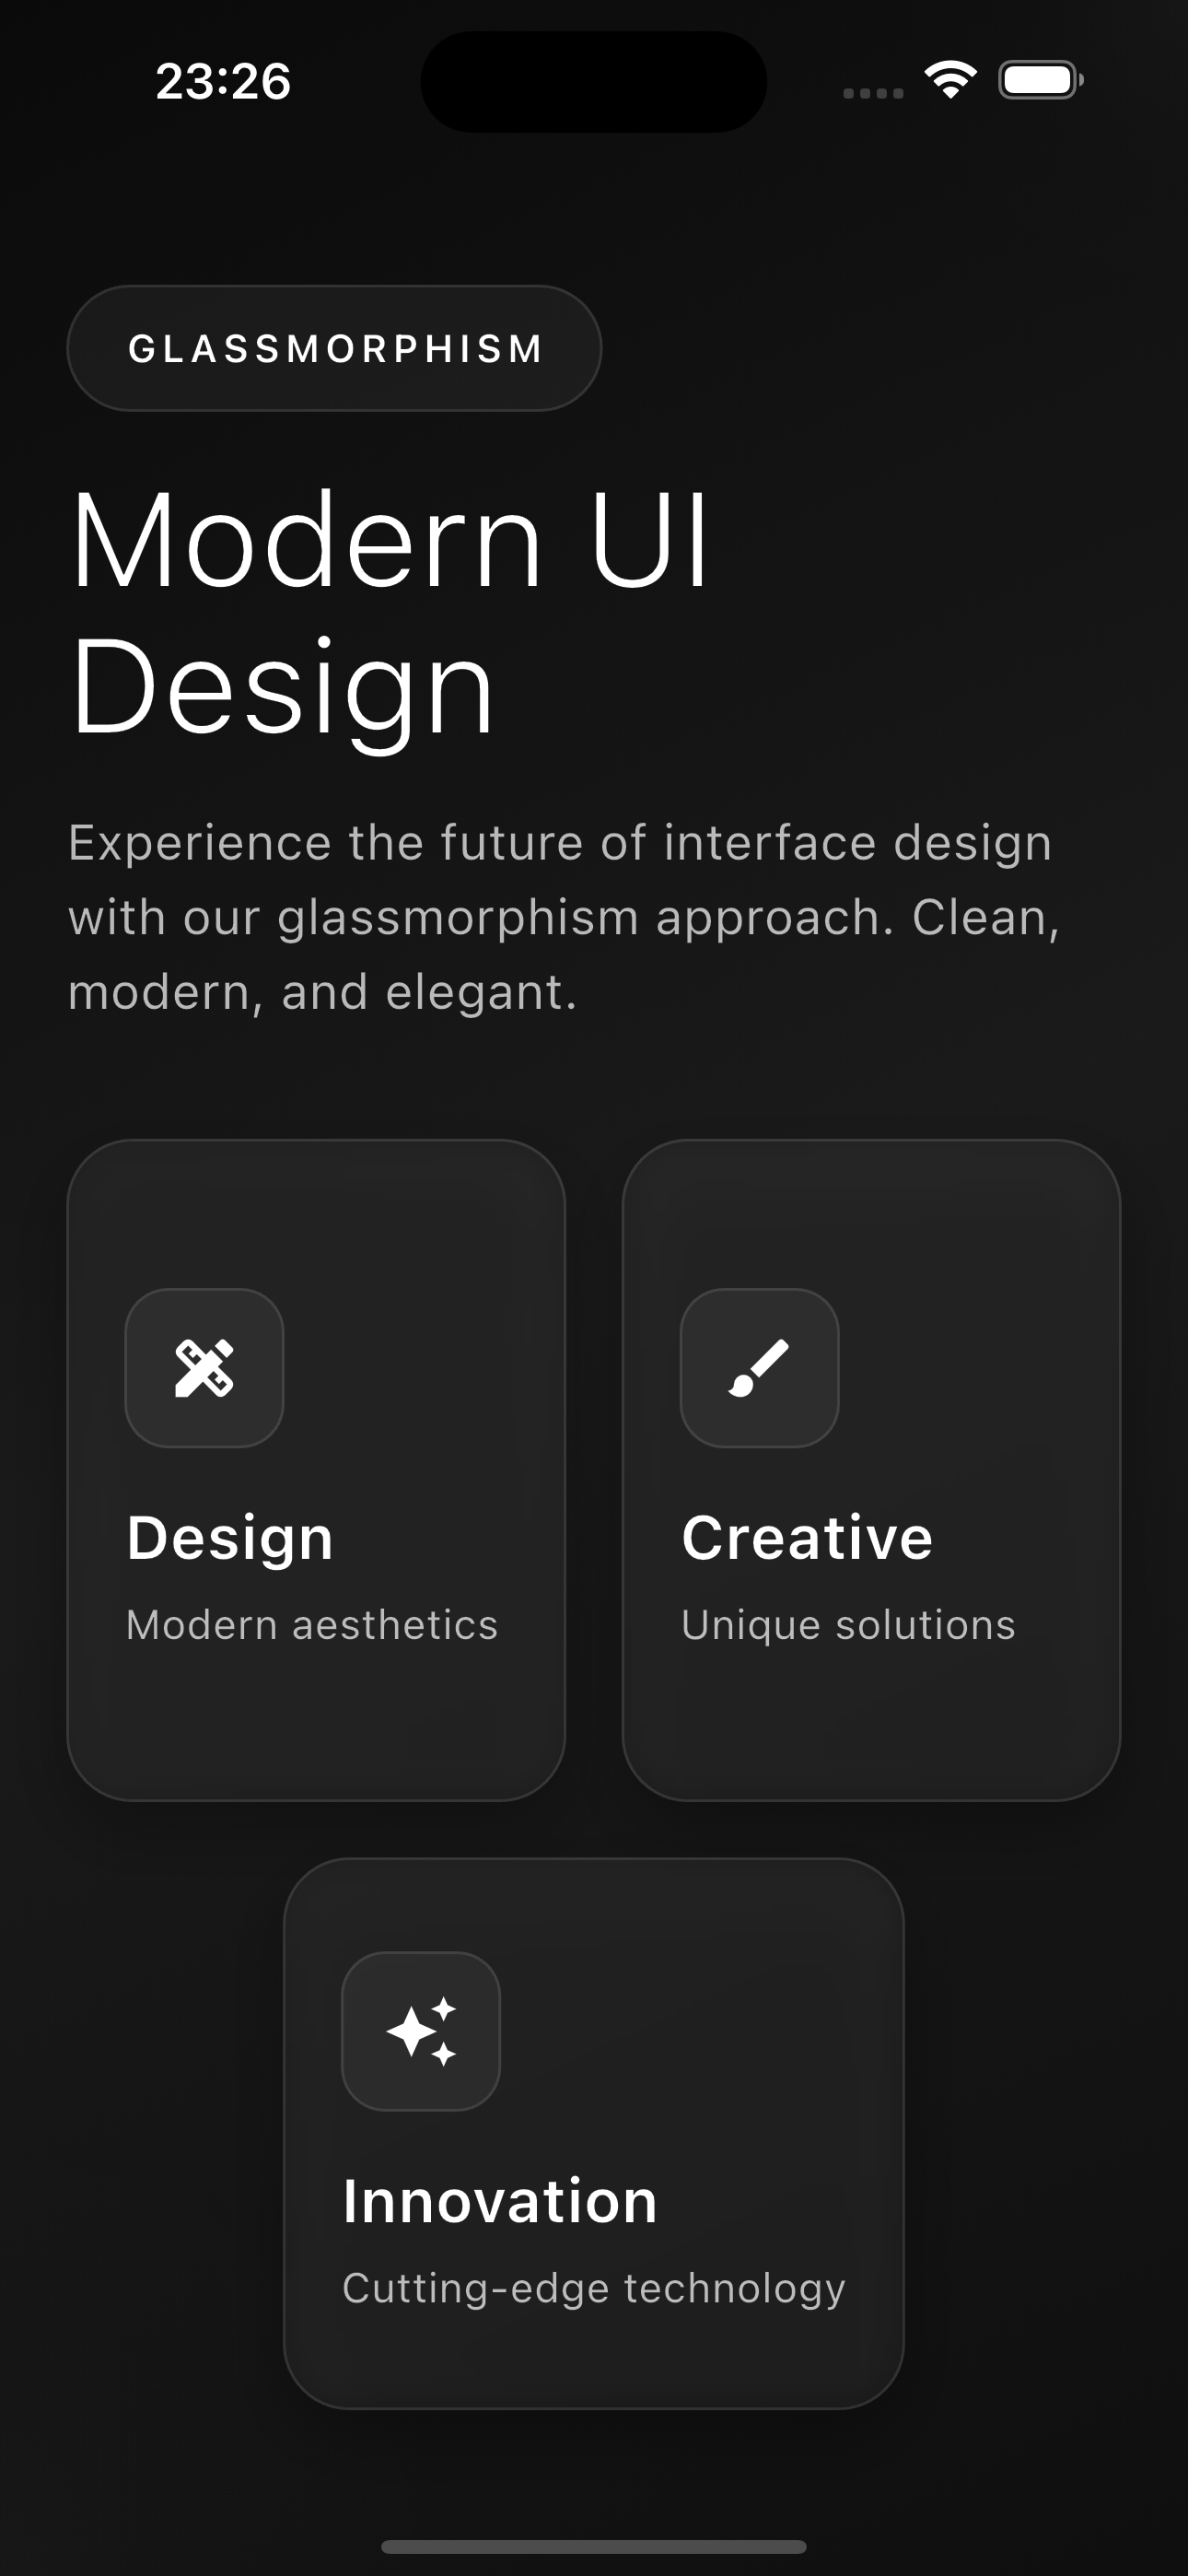 23:26
GLASSMORPHISM
Modern UI
Design
Experience the future of interface design
with our glassmorphism approach. Clean,
modern, and elegant.
Design
Modern aesthetics
Creative
Unique solutions
Innovation
Cutting-edge technology